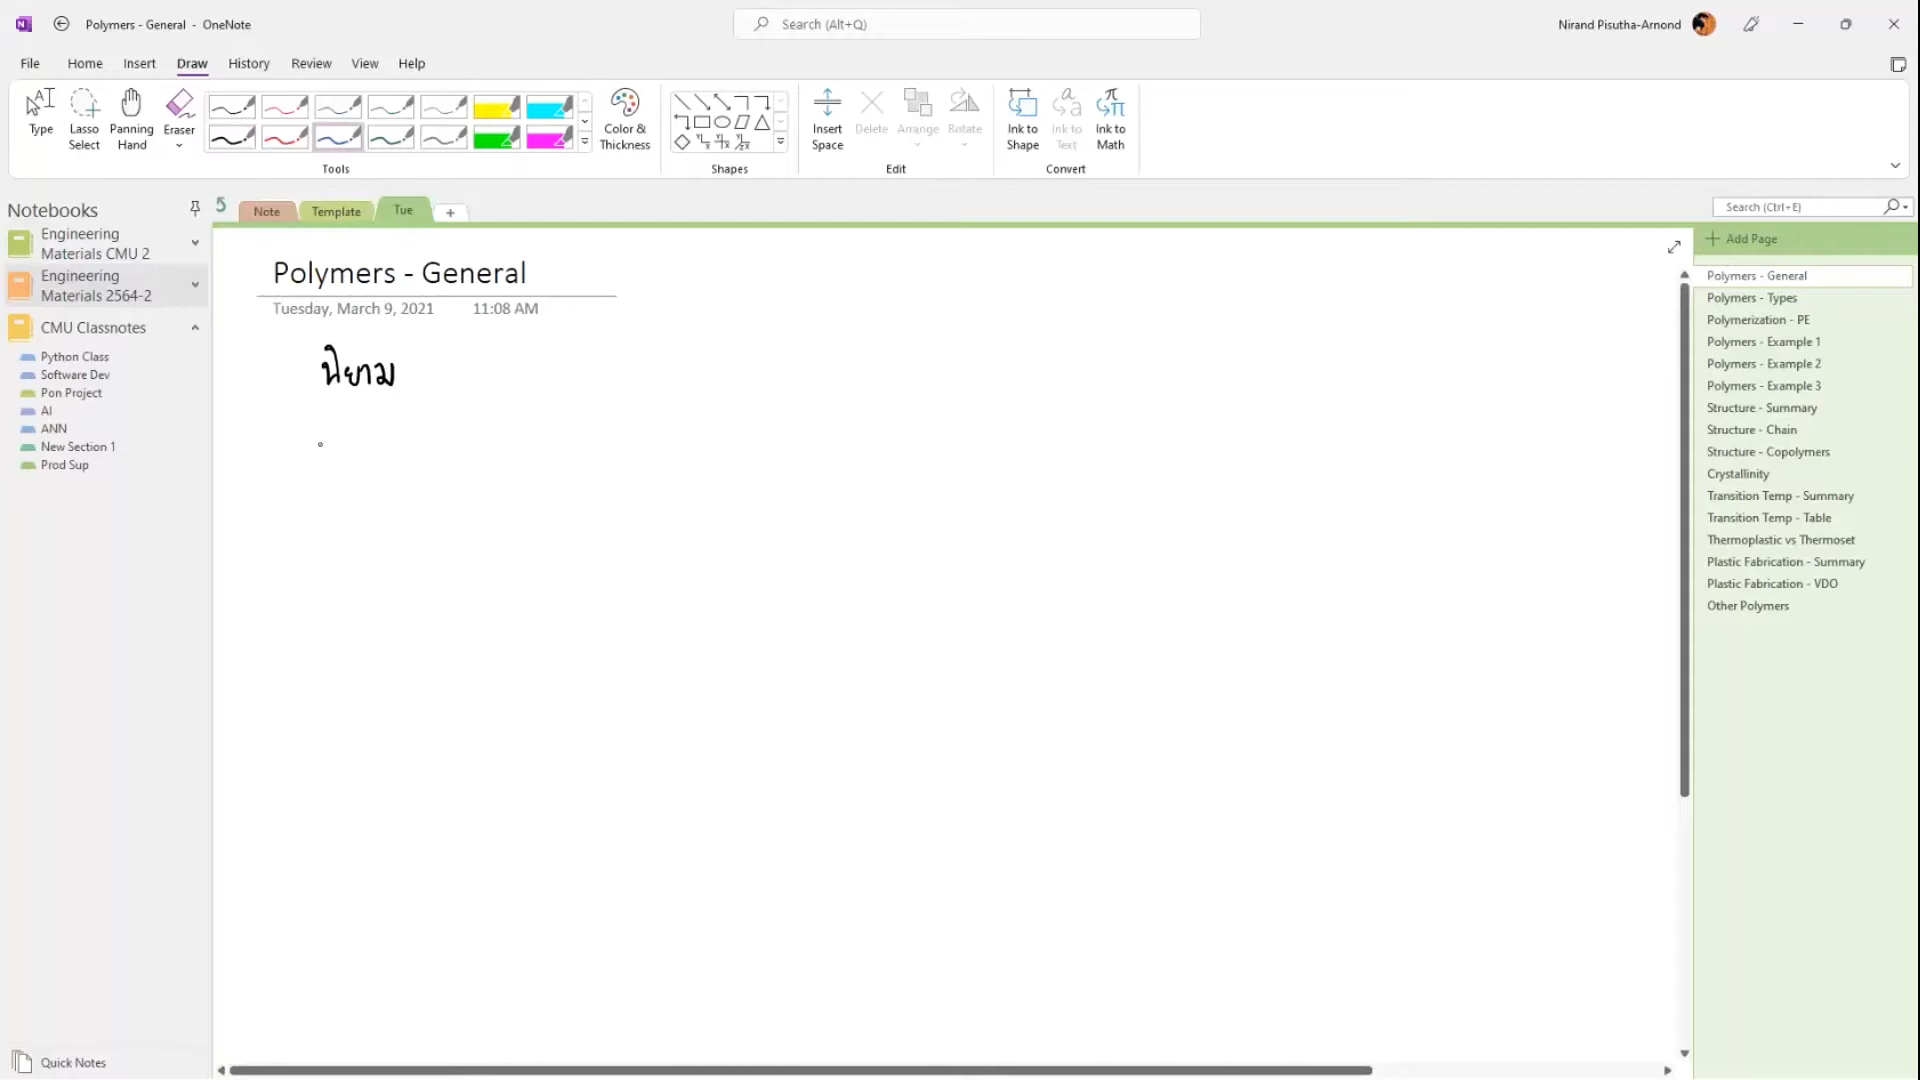 Polymers - General - OneNote
Search (Alt+Q)
Nirand Pisutha-Arnond
File Home Insert Draw History Review View Help
Type
Lasso Select
Panning Hand
Eraser
Color & Thickness
Insert Space
Delete
Arrange
Rotate
Ink to Shape
Ink to Text
Ink to Math
Tools Shapes Edit Convert
Notebooks
Engineering Materials CMU 2
Engineering Materials 2564-2
CMU Classnotes
Python Class
Software Dev
Pon Project
AI
ANN
New Section 1
Prod Sup
Quick Notes
Note Template Tue
Search (Ctrl+E)
Polymers - General
Tuesday, March 9, 2021 11:08 AM
นิยาม
Add Page
Polymers - General
Polymers - Types
Polymerization - PE
Polymers - Example 1
Polymers - Example 2
Polymers - Example 3
Structure - Summary
Structure - Chain
Structure - Copolymers
Crystallinity
Transition Temp - Summary
Transition Temp - Table
Thermoplastic vs Thermoset
Plastic Fabrication - Summary
Plastic Fabrication - VDO
Other Polymers